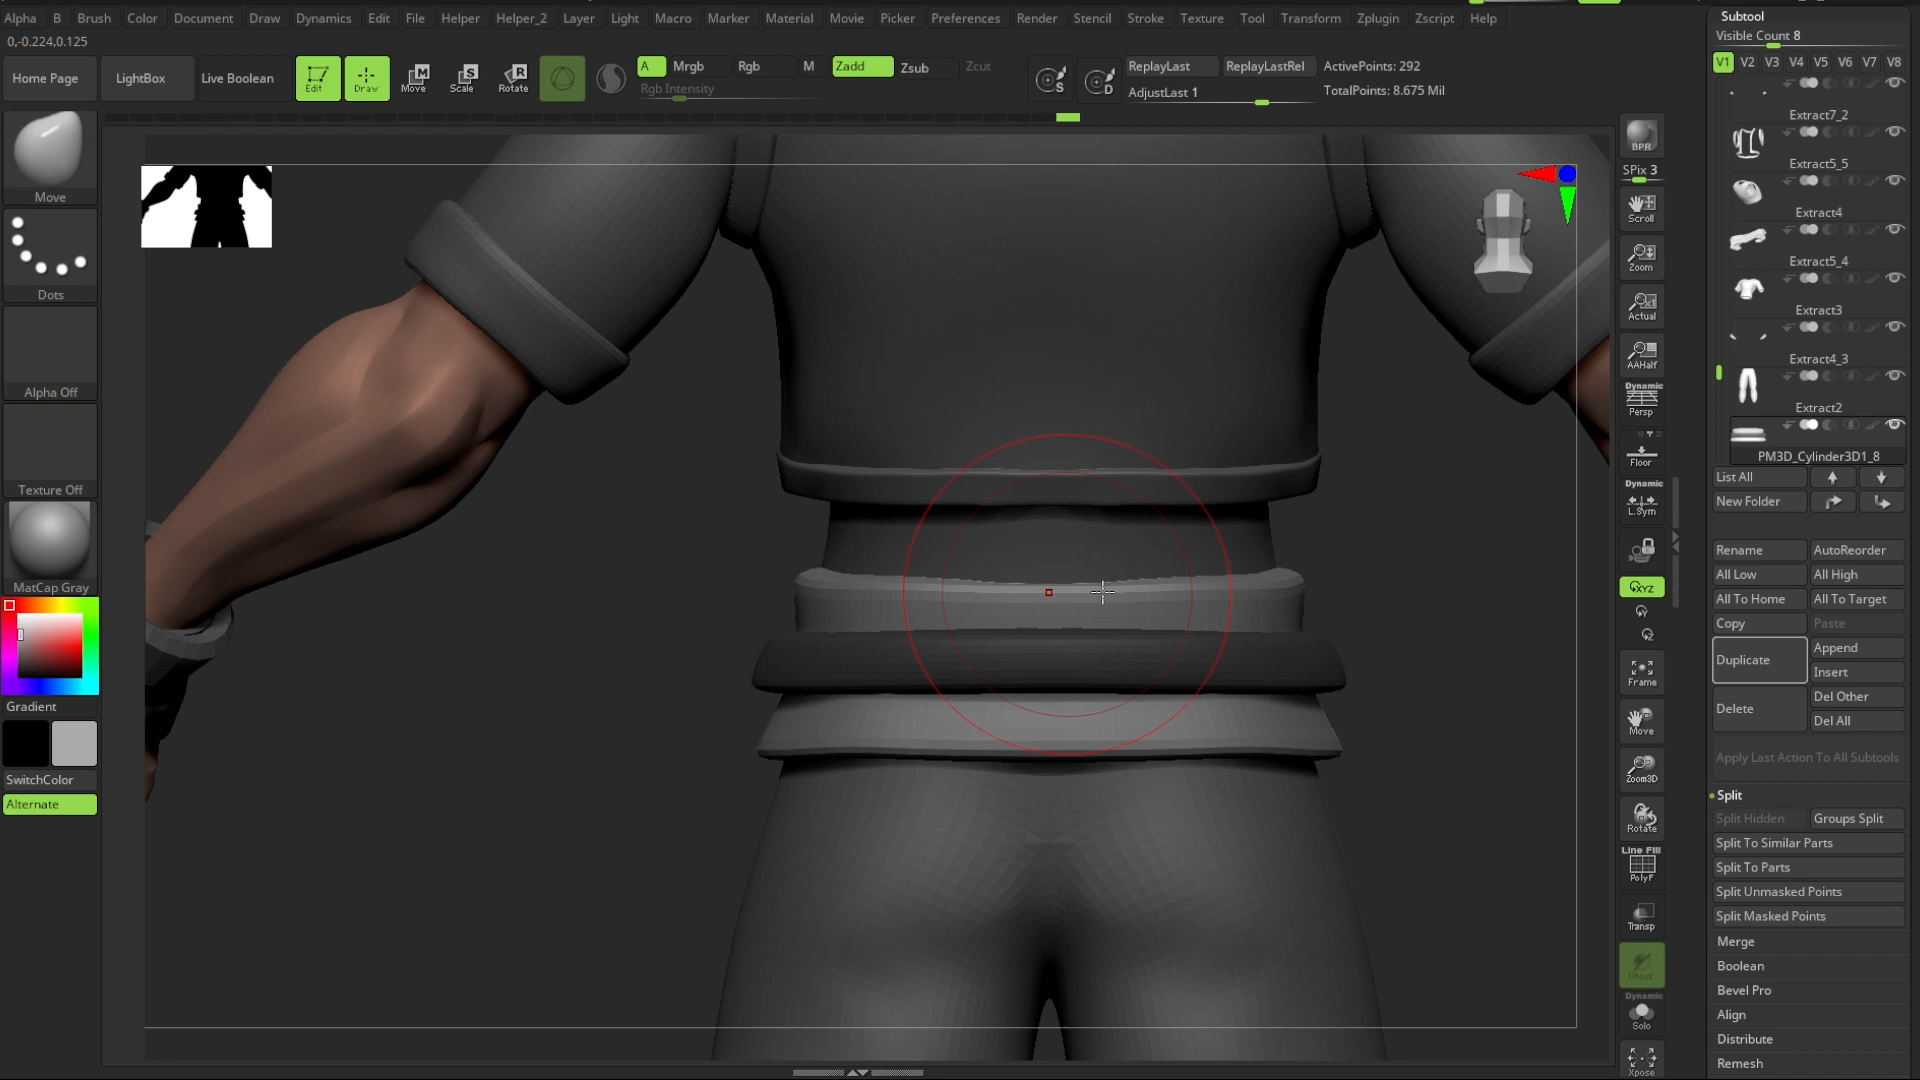 Alpha B Brush Color Document Draw Dynamics Edit File Helper Helper_2 Layer Light Macro Marker Material Movie Picker Preferences Render Stencil Stroke Texture Tool Transform Zplugin Zscript Help
0,-0.224,0.125
Home Page LightBox Live Boolean Edit Draw Move Scale Rotate
A Mrgb Rgb M Zadd Zsub Zcut
Rgb Intensity
S D
ReplayLast ReplayLastRel ActivePoints: 292
AdjustLast 1 TotalPoints: 8.675 Mil
Move
Dots
Alpha Off
Texture Off
MatCap Gray
Gradient
SwitchColor
Alternate
BPR
SPix 3
Scroll
Zoom
Actual
AAHalf
Dynamic
Persp
Floor
Dynamic
L.Sym
XYZ
Frame
Move
Zoom3D
Rotate
Line Fill
PolyF
Transp
Ghost
Dynamic
Solo
Xpose
Subtool
Visible Count 8
V1 V2 V3 V4 V5 V6 V7 V8
Extract7_2
Extract5_5
Extract4
Extract5_4
Extract3
Extract4_3
Extract2
PM3D_Cylinder3D1_8
List All
New Folder
Rename AutoReorder
All Low All High
All To Home All To Target
Copy Paste
Duplicate Append
Insert
Delete Del Other
Del All
Apply Last Action To All Subtools
Split
Split Hidden Groups Split
Split To Similar Parts
Split To Parts
Split Unmasked Points
Split Masked Points
Merge
Boolean
Bevel Pro
Align
Distribute
Remesh